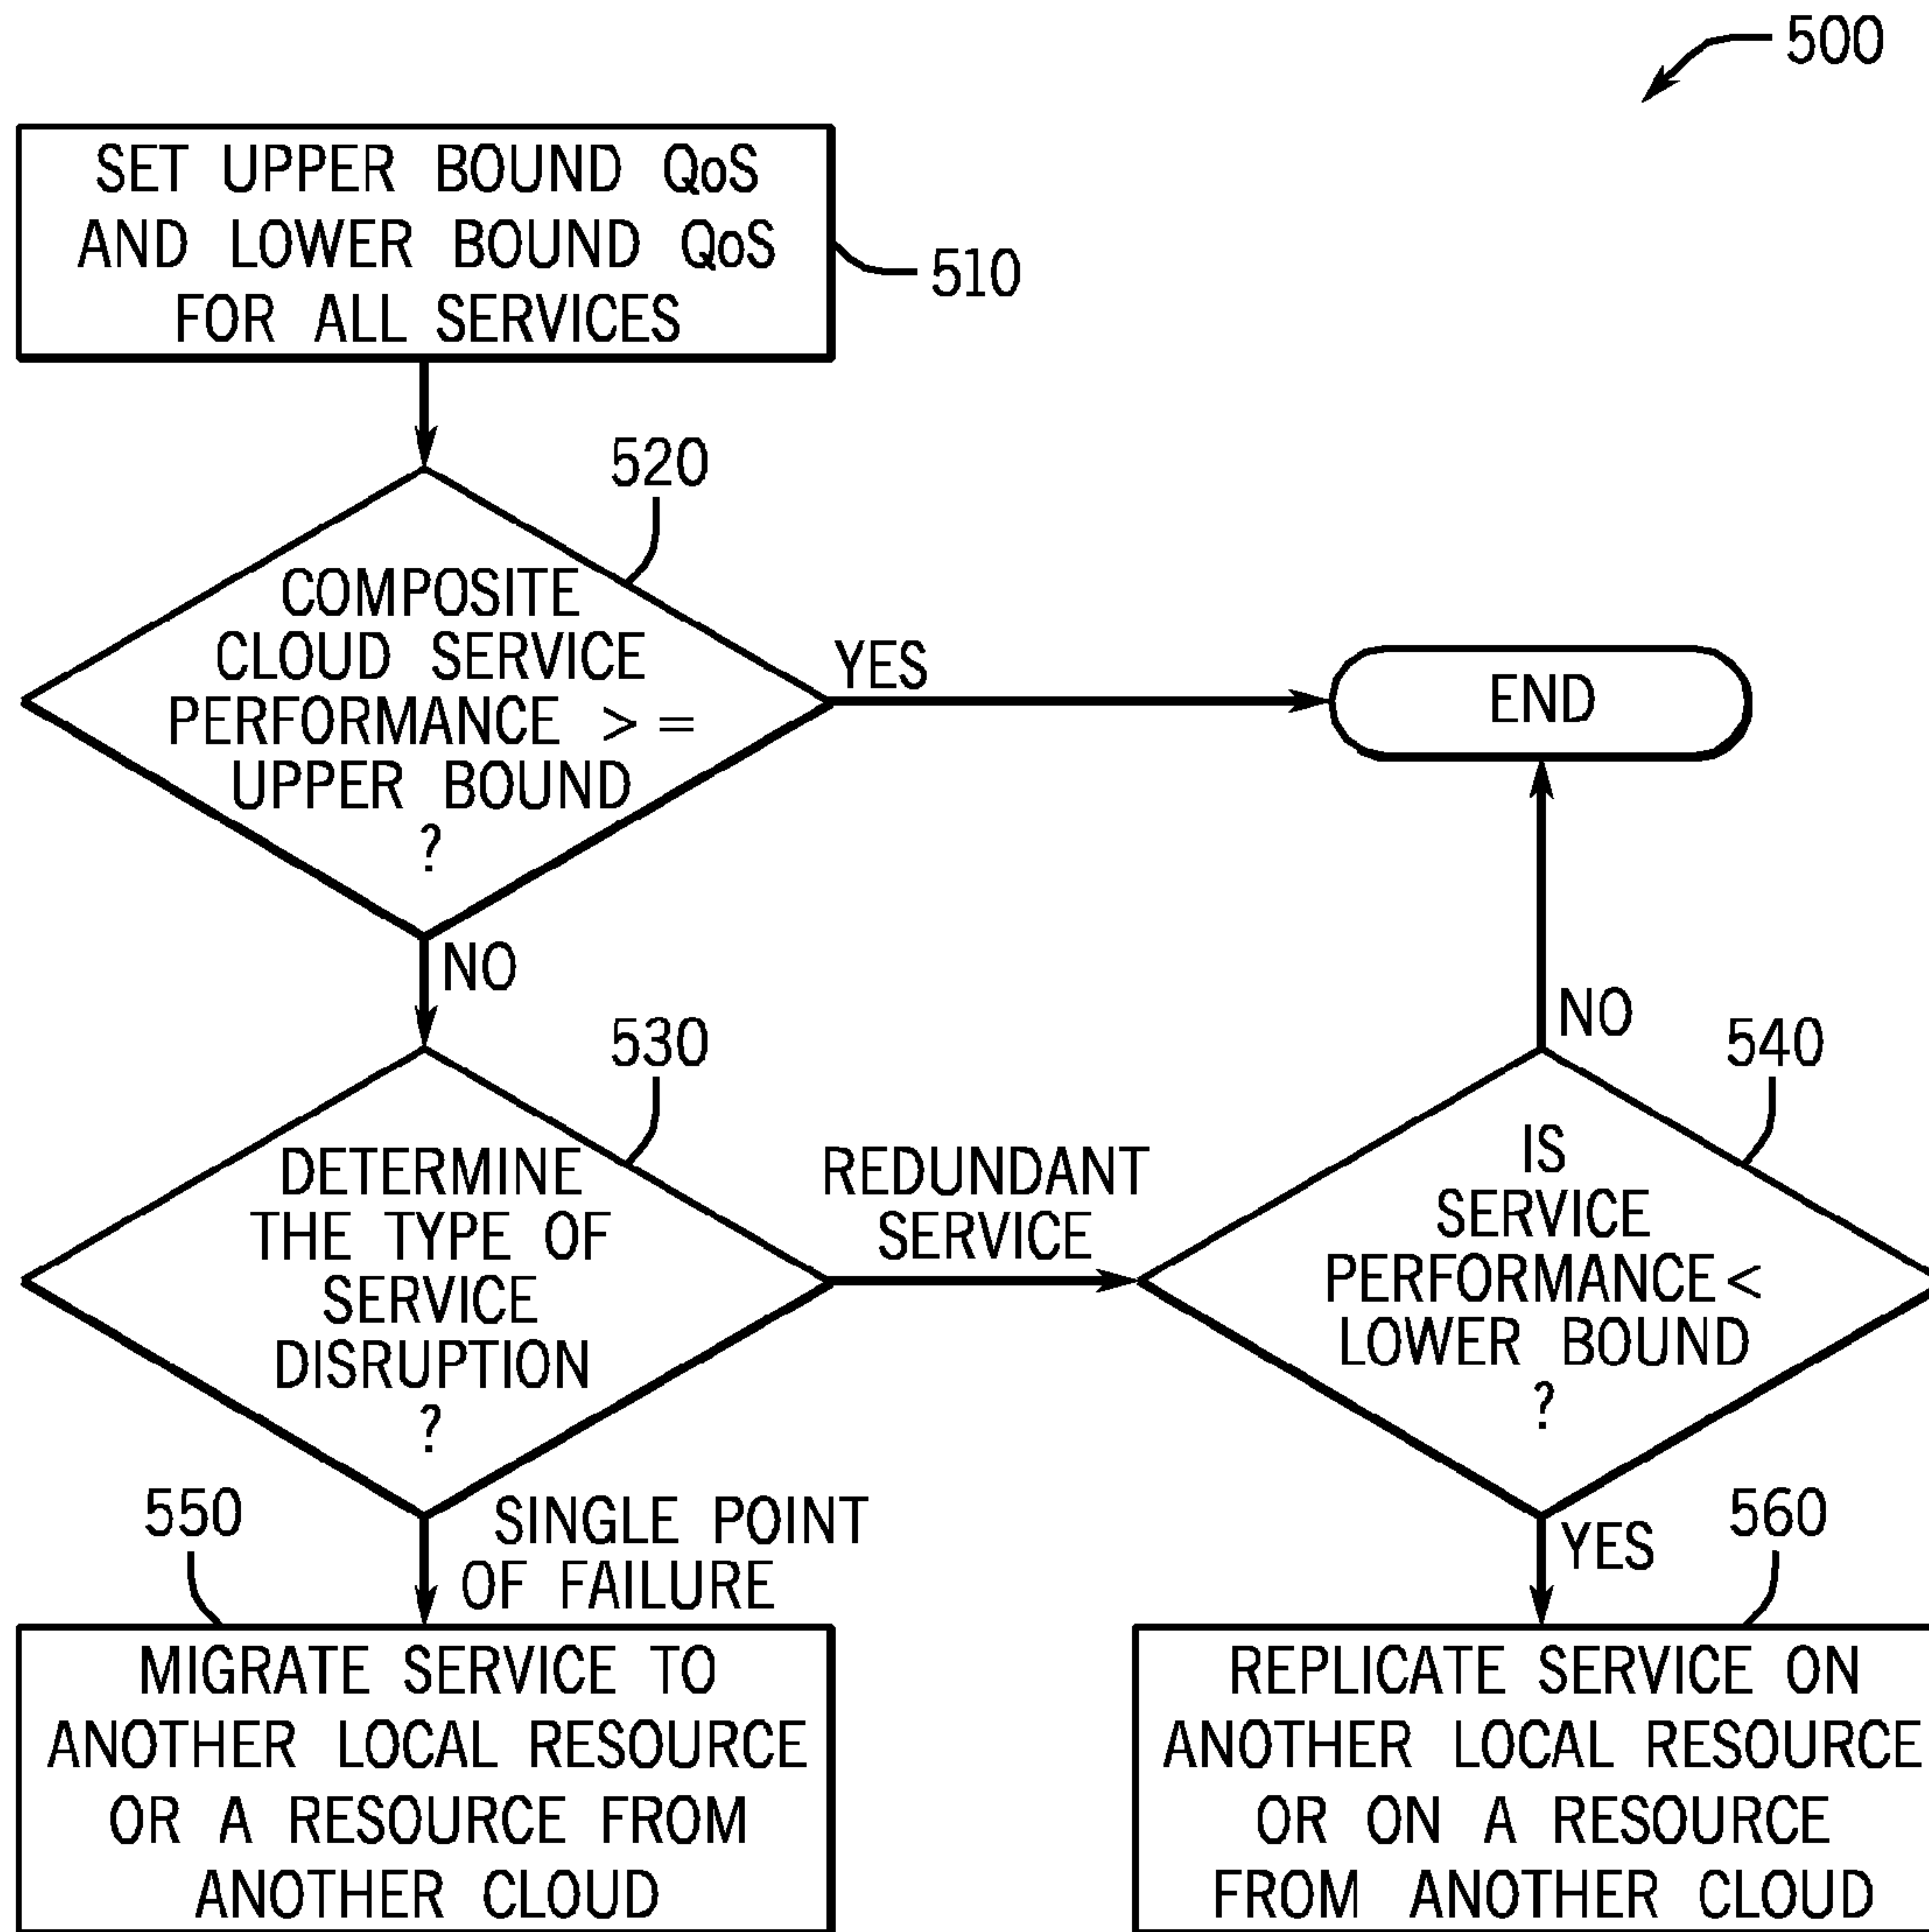 500
SET UPPER BOUND QoS
AND LOWER BOUND QoS
FOR ALL SERVICES
510
520
COMPOSITE
CLOUD SERVICE
PERFORMANCE >=
UPPER BOUND
?
YES
END
NO
530
DETERMINE
THE TYPE OF
SERVICE
DISRUPTION
?
REDUNDANT
SERVICE
NO
540
IS
SERVICE
PERFORMANCE <
LOWER BOUND
?
550
SINGLE POINT
OF FAILURE
YES
560
MIGRATE SERVICE TO
ANOTHER LOCAL RESOURCE
OR A RESOURCE FROM
ANOTHER CLOUD
REPLICATE SERVICE ON
ANOTHER LOCAL RESOURCE
OR ON A RESOURCE
FROM ANOTHER CLOUD